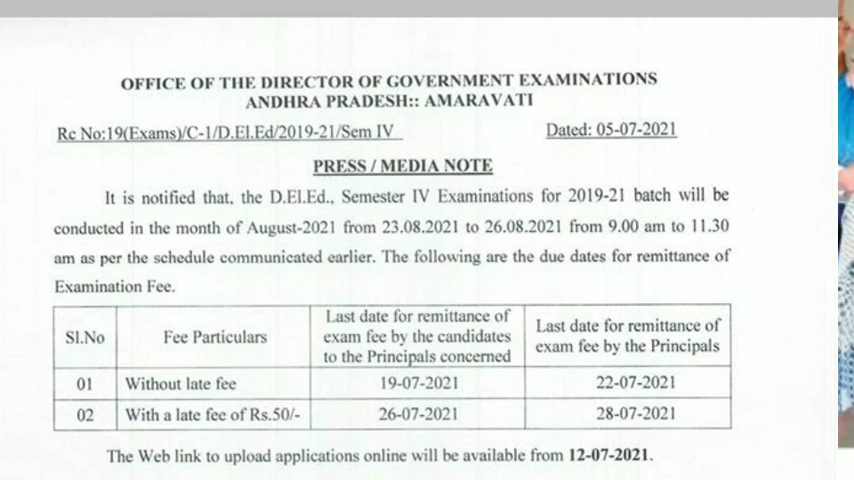 OFFICE OF THE DIRECTOR OF GOVERNMENT EXAMINATIONS
ANDHRA PRADESH:: AMARAVATI
Rc No:19(Exams)/C-1/D.El.Ed/2019-21/Sem IV Dated: 05-07-2021
PRESS / MEDIA NOTE
It is notified that, the D.El.Ed., Semester IV Examinations for 2019-21 batch will be
conducted in the month of August-2021 from 23.08.2021 to 26.08.2021 from 9.00 am to 11.30
am as per the schedule communicated earlier. The following are the due dates for remittance of
Examination Fee.
Sl.No Fee Particulars Last date for remittance of exam fee by the candidates to the Principals concerned Last date for remittance of exam fee by the Principals
01 Without late fee 19-07-2021 22-07-2021
02 With a late fee of Rs.50/- 26-07-2021 28-07-2021
The Web link to upload applications online will be available from 12-07-2021.